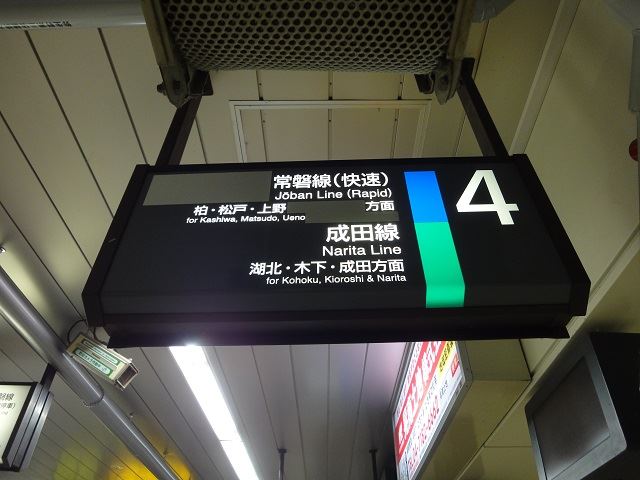 常磐線(快速)
Jōban Line (Rapid)
柏・松戸・上野 方面
for Kashiwa, Matsudo, Ueno
成田線
Narita Line
湖北・木下・成田方面
for Kohoku, Kioroshi & Narita
4